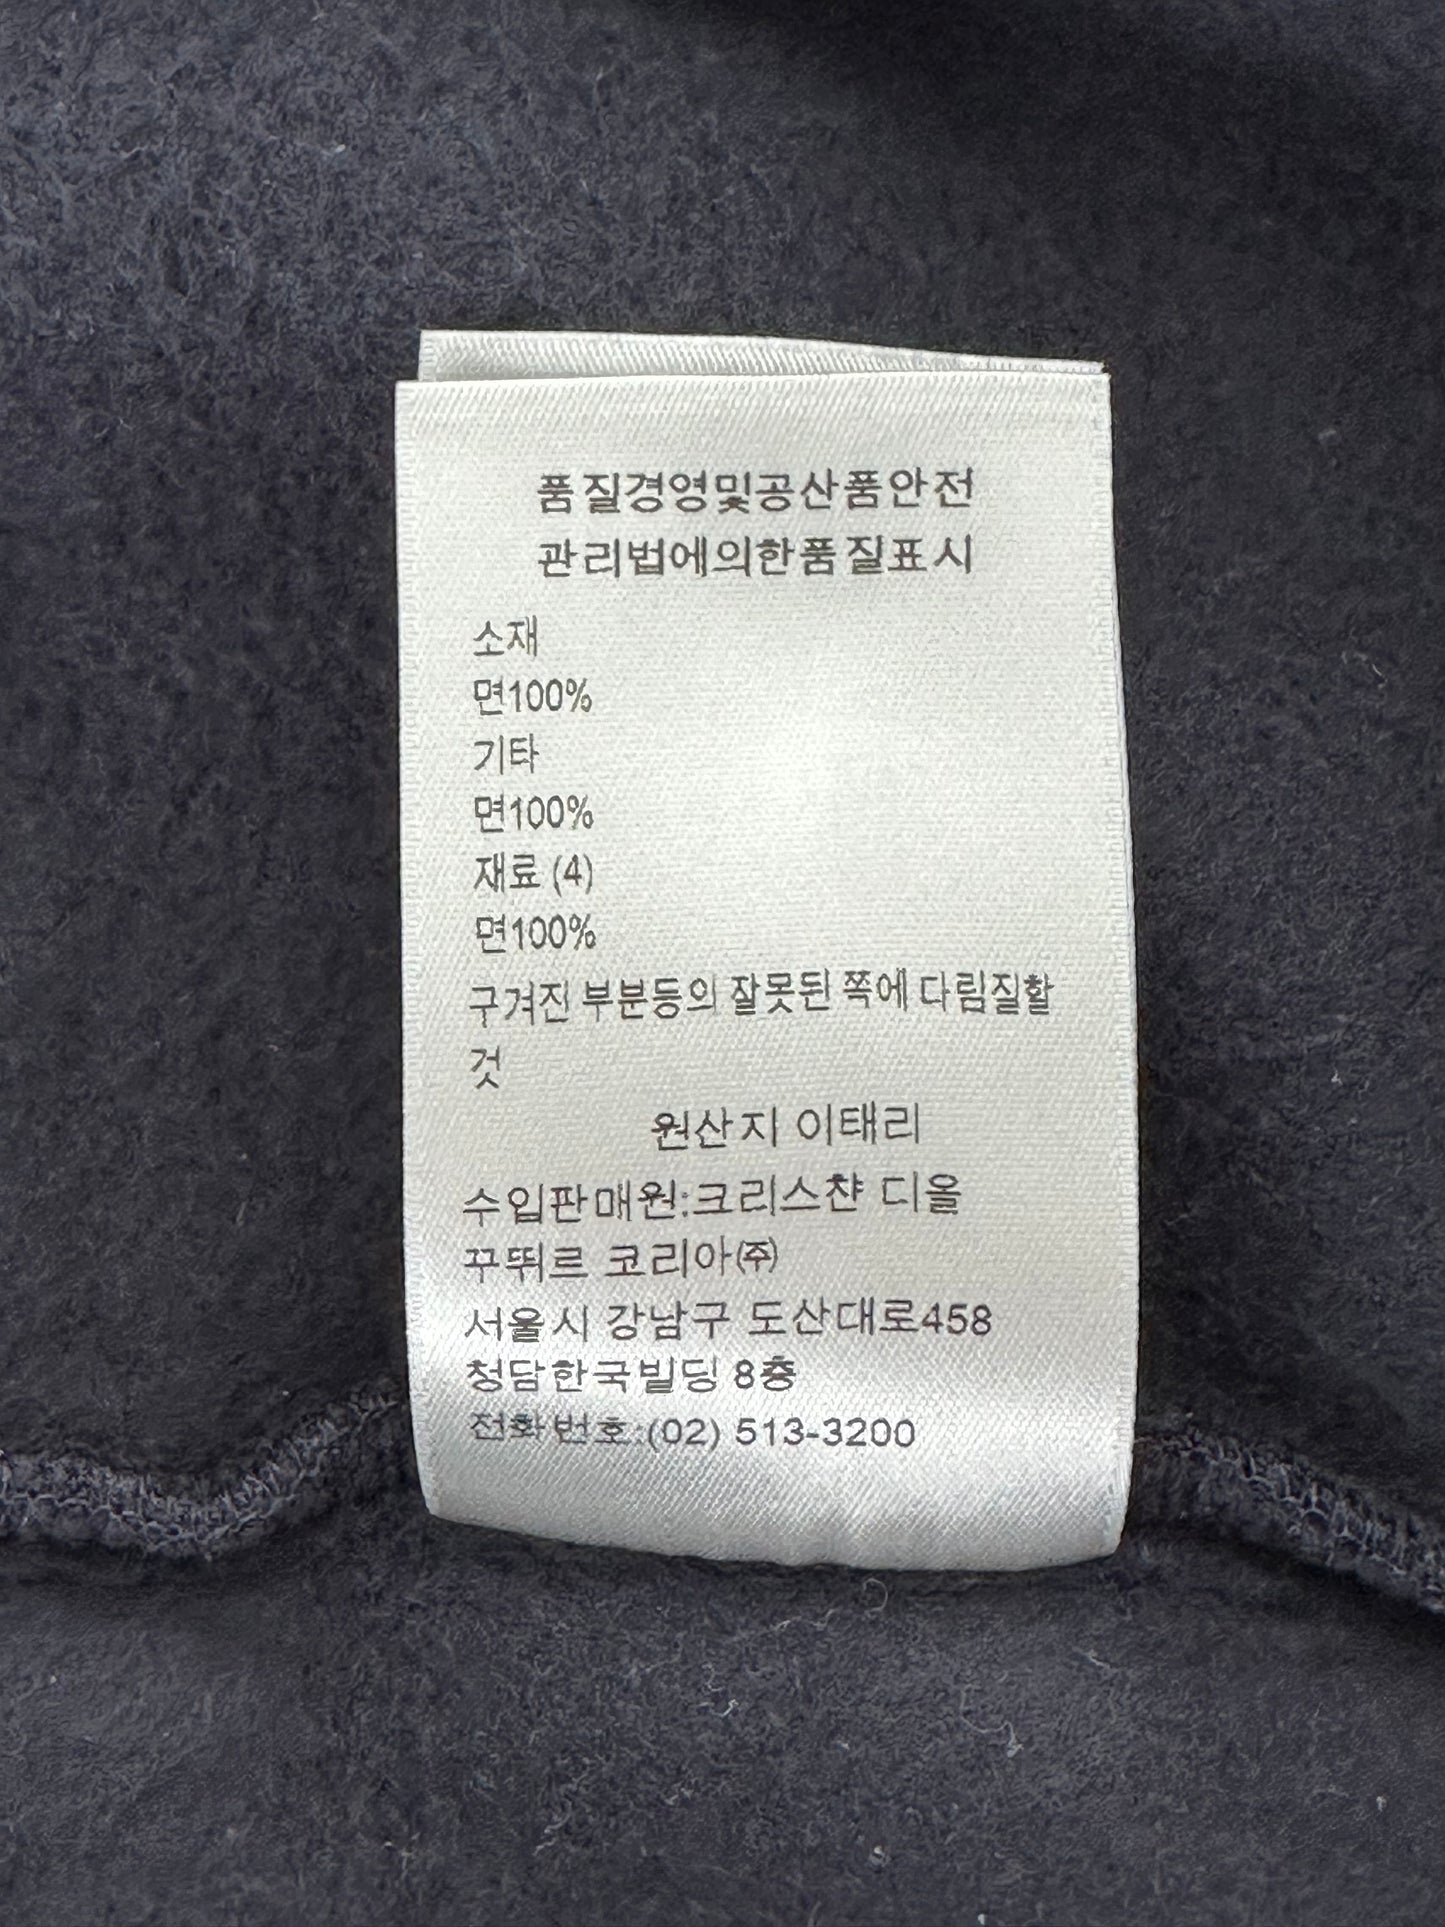 품질경영및공산품안전
관리법에의한품질표시
소재
면100%
기타
면100%
재료 (4)
면100%
구겨진 부분등의 잘못된 쪽에 다림질할
것
원산지 이태리
수입판매원:크리스챤 디올
꾸뛰르 코리아㈜
서울시 강남구 도산대로458
청담한국빌딩 8층
전화번호:(02) 513-3200